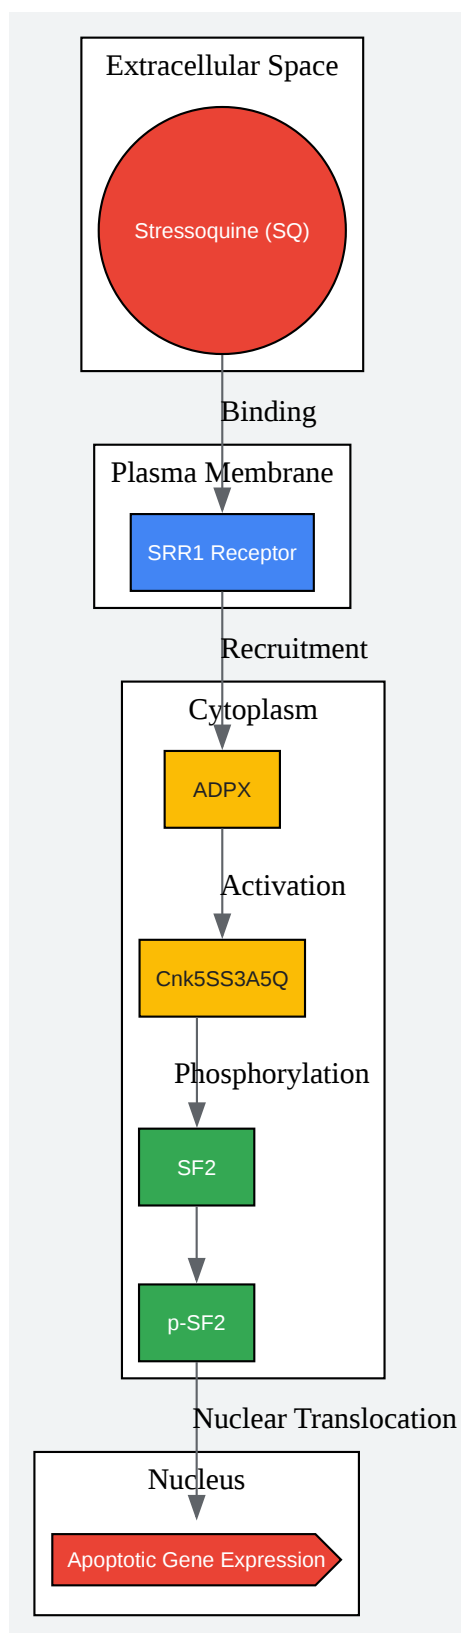 Extracellular Space
Stressoquine (SQ)
Binding
Plasma Membrane
SRR1 Receptor
Recruitment
Cytoplasm
ADPX
Activation
Cnk5SS3A5Q
Phosphorylation
SF2
p-SF2
Nuclear Translocation
Nucleus
Apoptotic Gene Expression